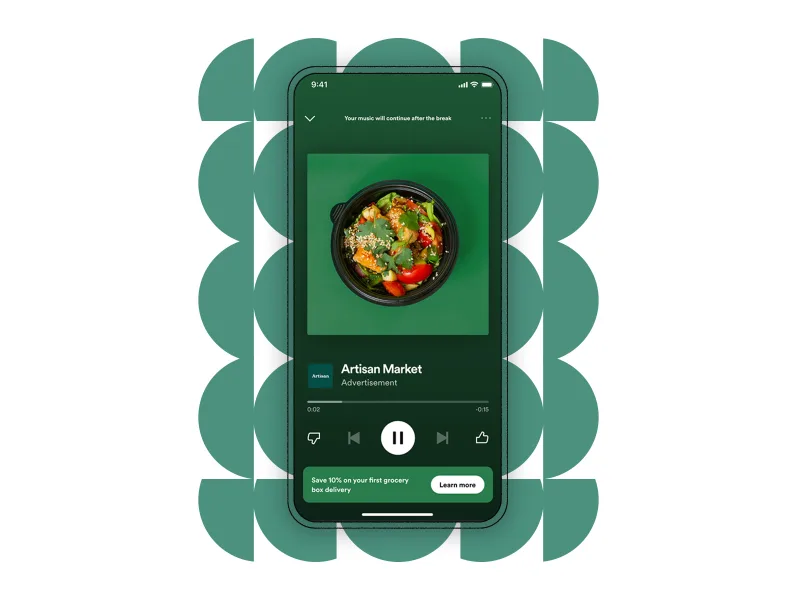 9:41
Your music will continue after the break
Artisan
Artisan Market
Advertisement
0:02
-0:15
Save 10% on your first grocery
box delivery
Learn more